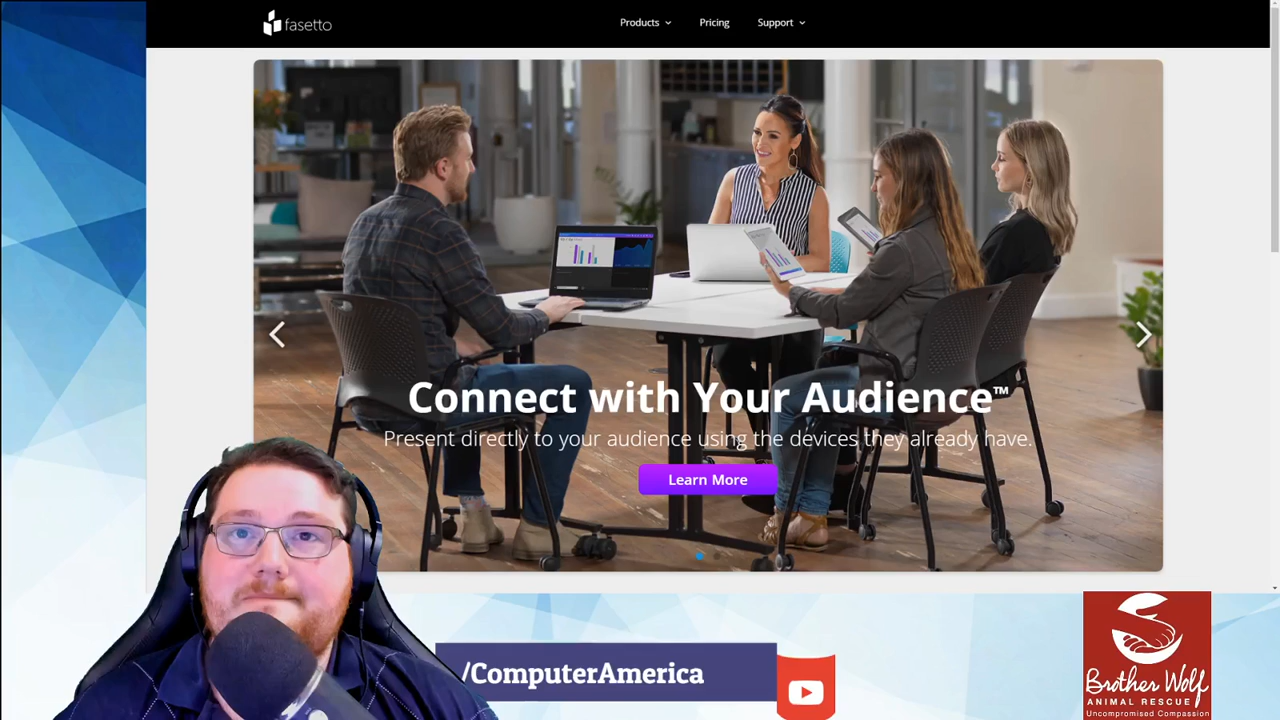 fasetto
Products
Pricing
Support
Connect with Your Audience™
Present directly to your audience using the devices they already have.
Learn More
/ComputerAmerica
Brother Wolf
ANIMAL RESCUE
Uncompromised Compassion